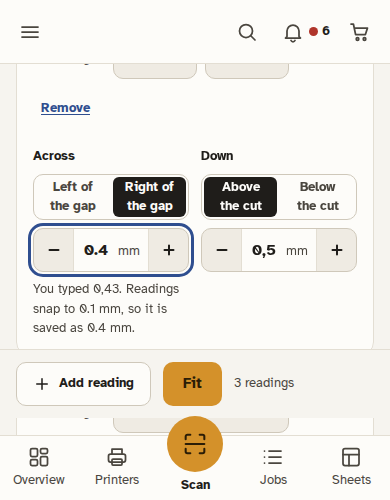 6
Remove
Across
Down
Left of
the gap
Right of
the gap
Above
the cut
Below
the cut
− 0.4 mm +
− 0,5 mm +
You typed 0,43. Readings
snap to 0.1 mm, so it is
saved as 0.4 mm.
+ Add reading
Fit
3 readings
Overview
Printers
Scan
Jobs
Sheets